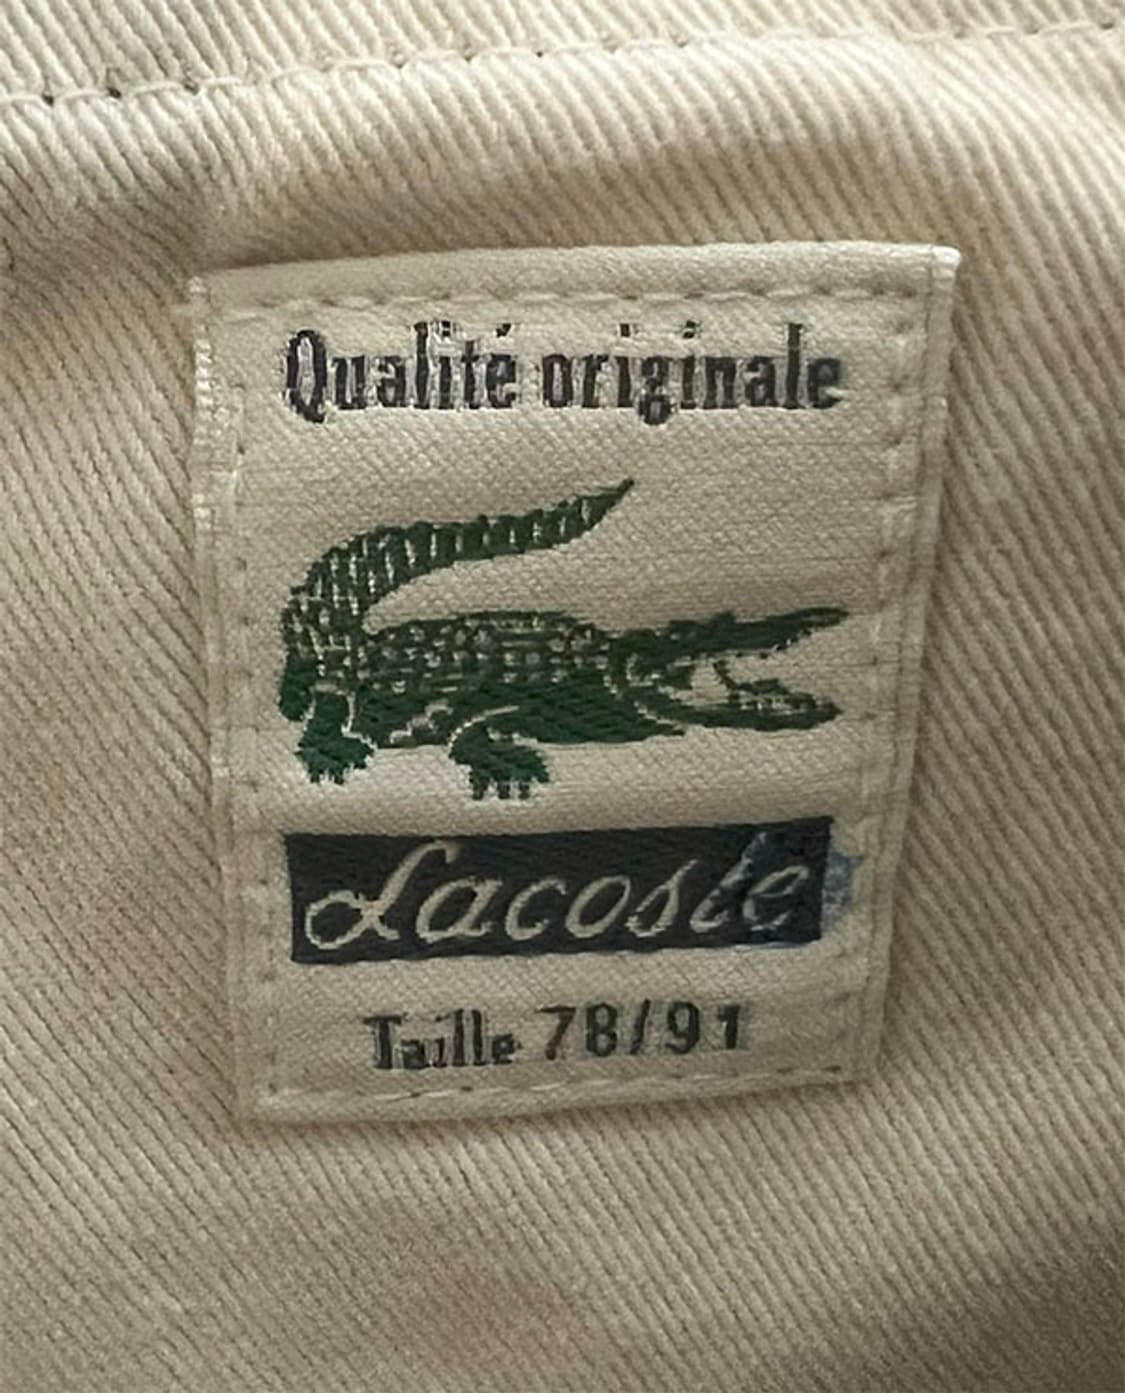 Qualité originale
Lacoste
Taille 78/91